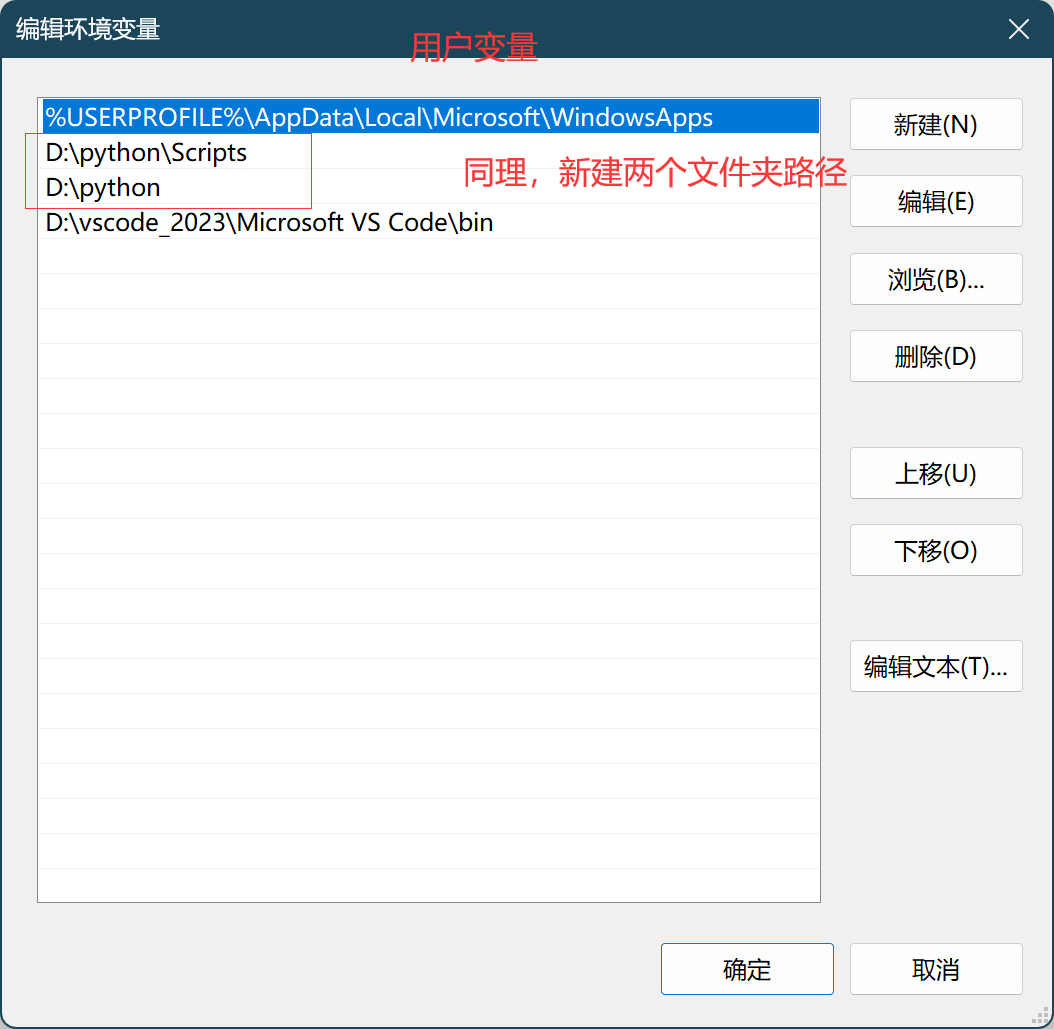 编辑环境变量
用户变量
%USERPROFILE%\AppData\Local\Microsoft\WindowsApps
D:\python\Scripts
D:\python
同理，新建两个文件夹路径
D:\vscode_2023\Microsoft VS Code\bin
新建(N)
编辑(E)
浏览(B)...
删除(D)
上移(U)
下移(O)
编辑文本(T)...
确定
取消